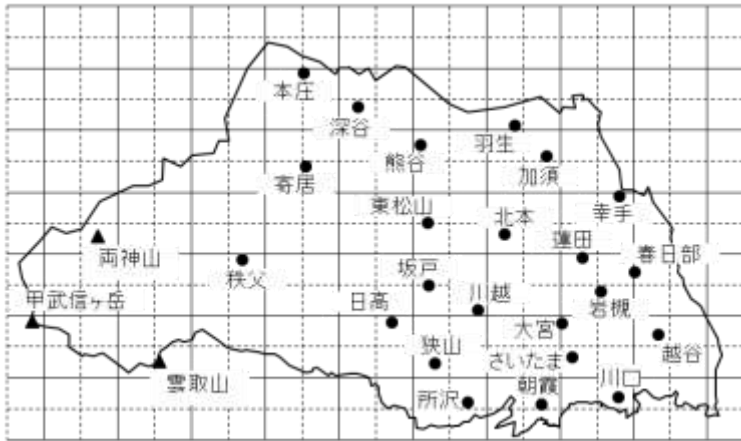 本庄
深谷
羽生
熊谷
加須
寄居
東松山
北本
幸手
蓮田
春日部
両神山
秩父
坂戸
甲武信ヶ岳
日高
川越
岩槻
大宮
狭山
さいたま
越谷
雲取山
川口
所沢
朝霞